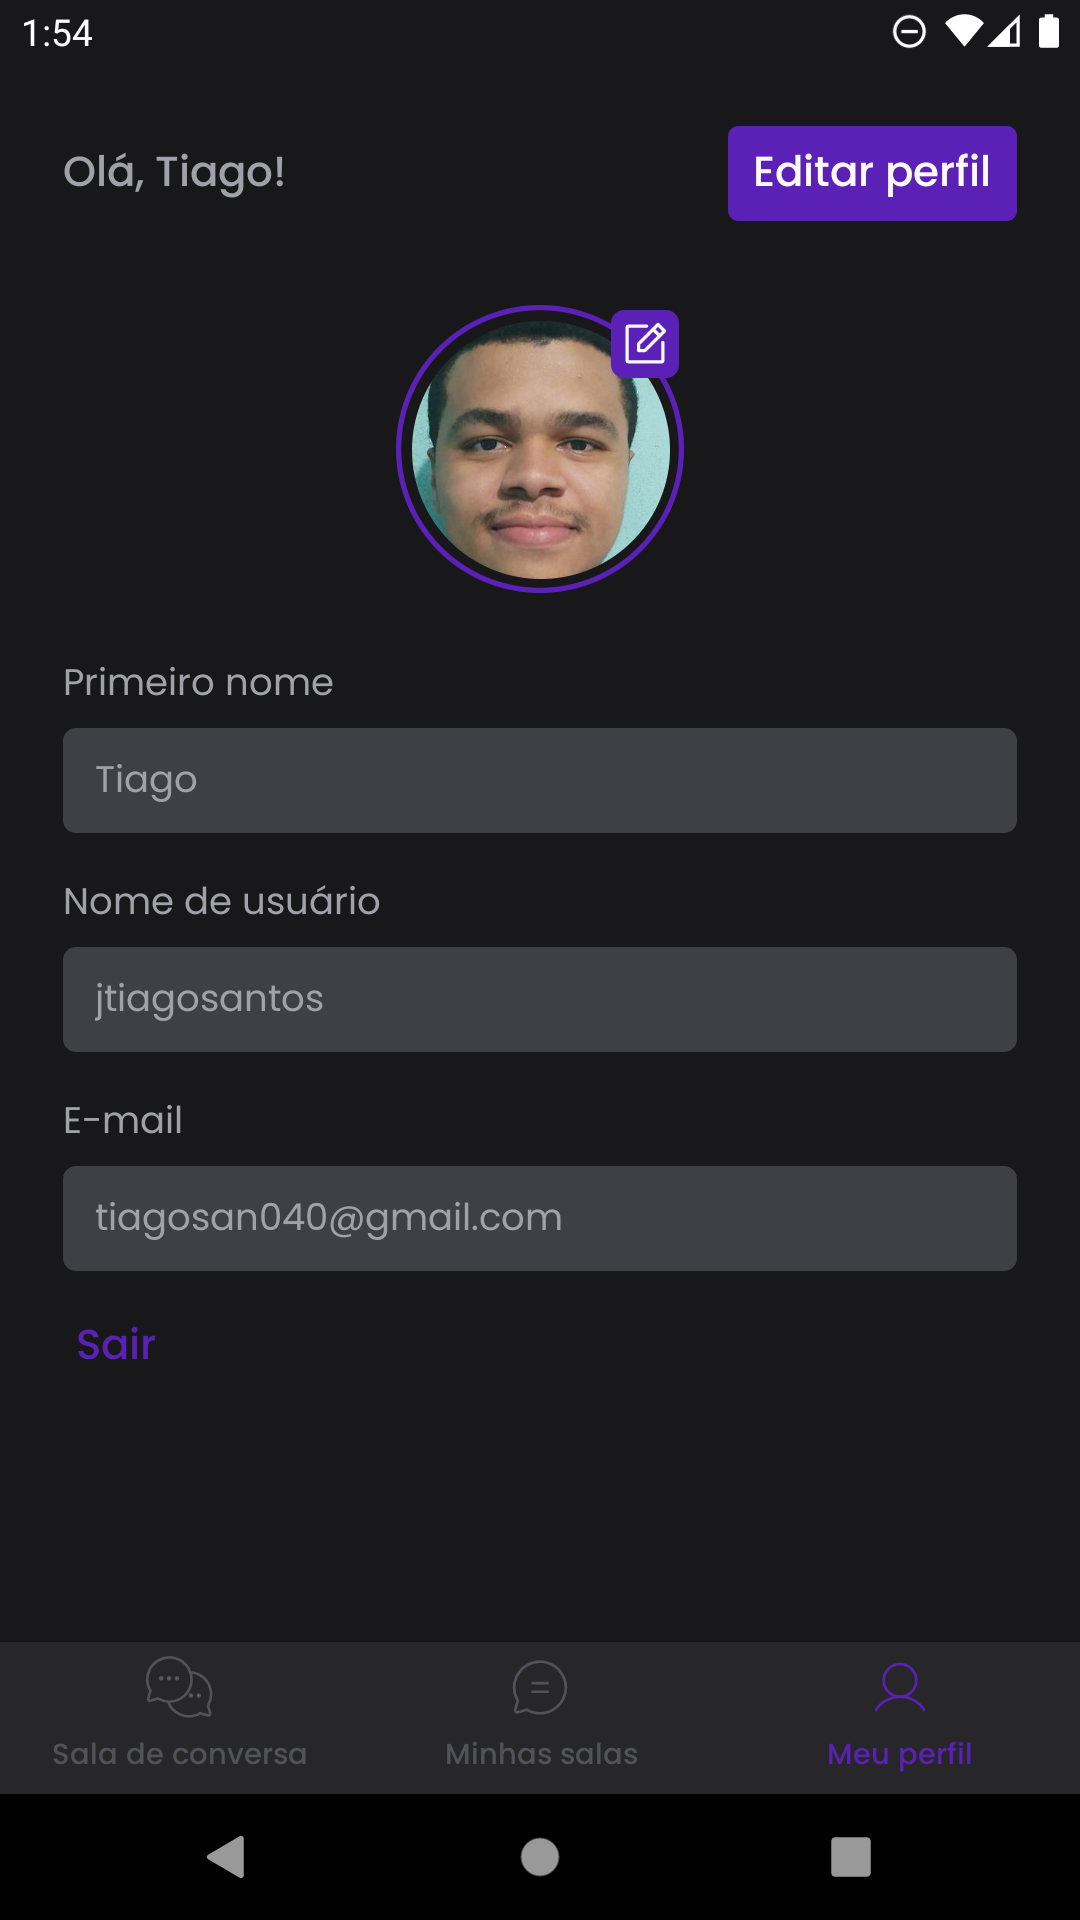 1:54
Olá, Tiago!
Editar perfil
Primeiro nome
Tiago
Nome de usuário
jtiagosantos
E-mail
tiagosan040@gmail.com
Sair
Sala de conversa
Minhas salas
Meu perfil